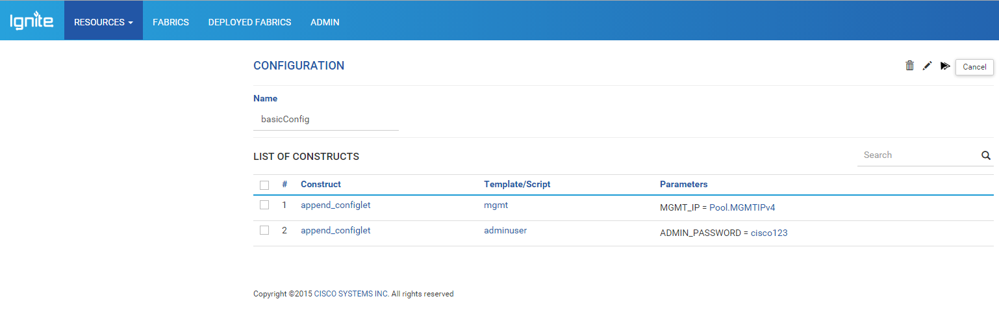 Ignite RESOURCES FABRICS DEPLOYED FABRICS ADMIN
CONFIGURATION Cancel
Name
basicConfig
LIST OF CONSTRUCTS Search
# Construct Template/Script Parameters
1 append_configlet mgmt MGMT_IP = Pool.MGMTIPv4
2 append_configlet adminuser ADMIN_PASSWORD = cisco123
Copyright ©2015 CISCO SYSTEMS INC. All rights reserved